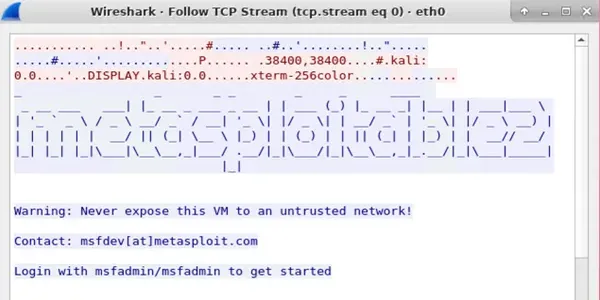 Wireshark - Follow TCP Stream (tcp.stream eq 0) - eth0
........... ..!.."..'.....#..... ..#..'........!..".....
.....#.....'...........P...... .38400,38400....#.kali:
0.0....'..DISPLAY.kali:0.0......xterm-256color.............
metasploitable2
Warning: Never expose this VM to an untrusted network!
Contact: msfdev[at]metasploit.com
Login with msfadmin/msfadmin to get started